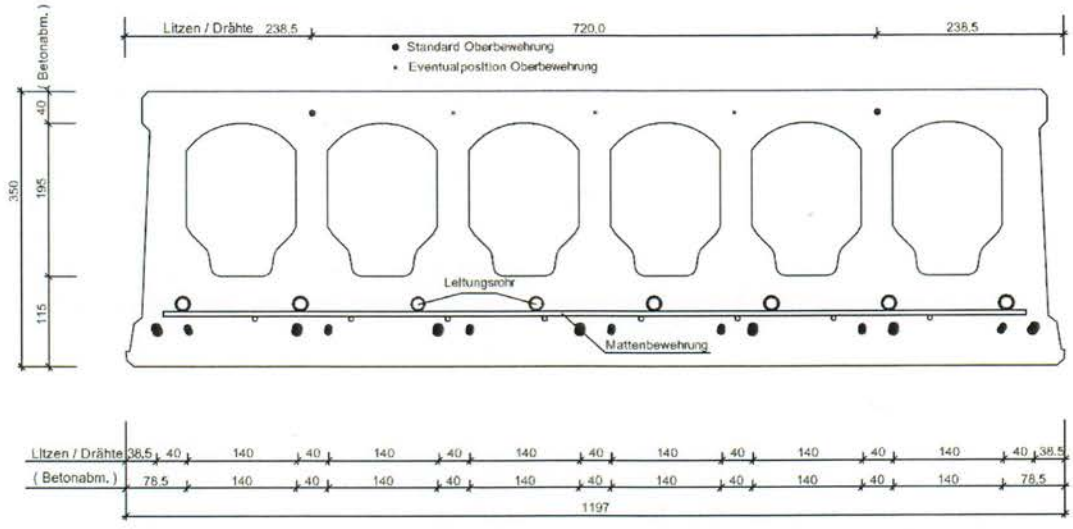 Litzen / Drähte 238,5 720,0 238,5
● Standard Oberbewehrung
• Eventualposition Oberbewehrung
( Betonabm. )
40
195
350
115
Leitungsrohr
Mattenbewehrung
Litzen / Drähte 38,5 40 140 40 140 40 140 40 140 40 140 40 140 40 38,5
( Betonabm. ) 78,5 140 40 140 40 140 40 140 40 140 40 140 78,5
1197